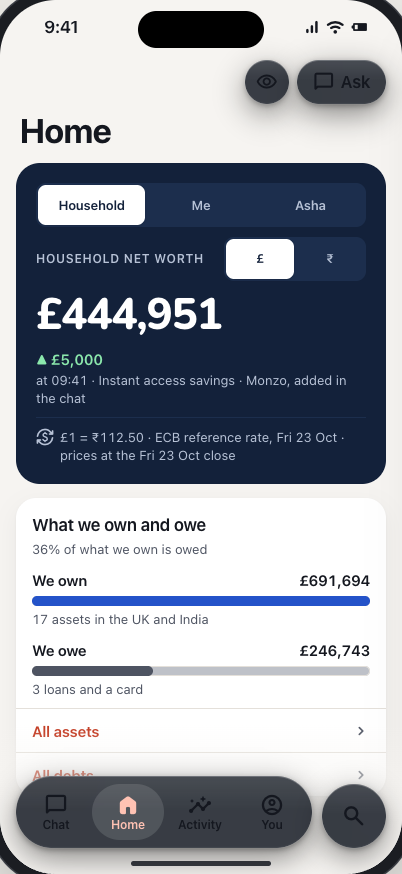 9:41
Ask
Home
Household Me Asha
HOUSEHOLD NET WORTH £ ₹
£444,951
▲ £5,000
at 09:41 · Instant access savings · Monzo, added in
the chat
£1 = ₹112.50 · ECB reference rate, Fri 23 Oct ·
prices at the Fri 23 Oct close
What we own and owe
36% of what we own is owed
We own £691,694
17 assets in the UK and India
We owe £246,743
3 loans and a card
All assets
All debts
Chat Home Activity You